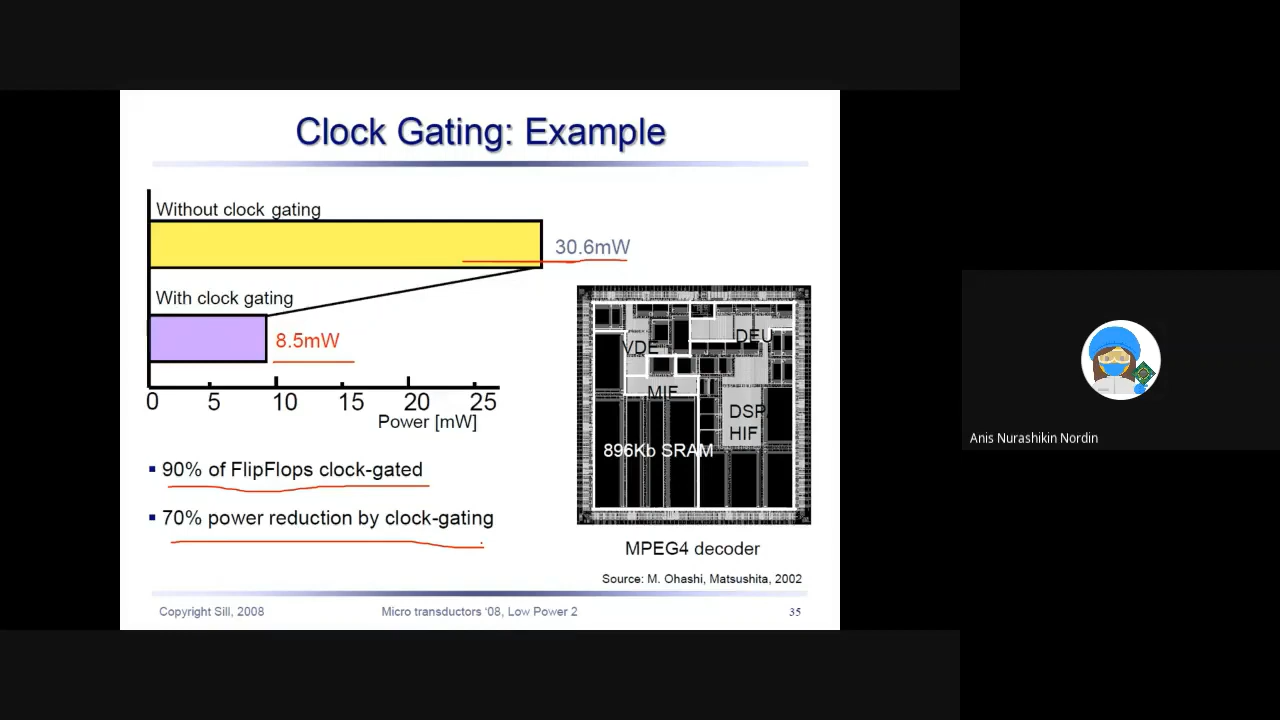 Clock Gating: Example
Without clock gating
30.6mW
With clock gating
8.5mW
0 5 10 15 20 25
Power [mW]
90% of FlipFlops clock-gated
70% power reduction by clock-gating
VDE
DEU
MIF
DSP
HIF
896Kb SRAM
MPEG4 decoder
Source: M. Ohashi, Matsushita, 2002
Copyright Sill, 2008
Micro transductors ‘08, Low Power 2
35
Anis Nurashikin Nordin